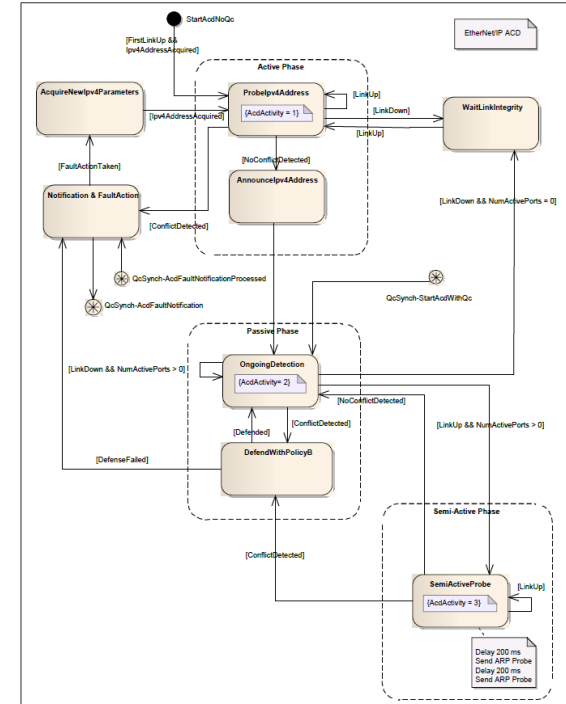 StartAcdNoQc
EtherNet/IP ACD
[FirstLinkUp &&
Ipv4AddressAcquired]
Active Phase
AcquireNewIpv4Parameters
ProbeIpv4Address
{AcdActivity = 1}
[LinkUp]
WaitLinkIntegrity
[Ipv4AddressAcquired]
[LinkDown]
[LinkUp]
[NoConflictDetected]
[FaultActionTaken]
AnnounceIpv4Address
Notification & FaultAction
[LinkDown && NumActivePorts = 0]
[ConflictDetected]
QcSynch-AcdFaultNotificationProcessed
QcSynch-StartAcdWithQc
QcSynch-AcdFaultNotification
Passive Phase
OngoingDetection
[LinkDown && NumActivePorts > 0]
{AcdActivity= 2}
[NoConflictDetected]
[ConflictDetected]
[LinkUp && NumActivePorts > 0]
[Defended]
DefendWithPolicyB
[DefenseFailed]
Semi-Active Phase
[ConflictDetected]
SemiActiveProbe
[LinkUp]
{AcdActivity = 3}
Delay 200 ms
Send ARP Probe
Delay 200 ms
Send ARP Probe